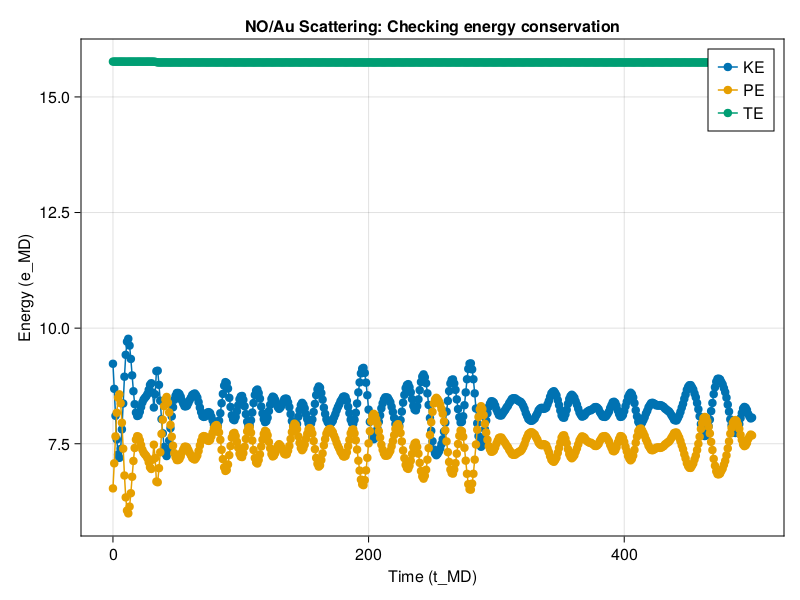 NO/Au Scattering: Checking energy conservation
KE
PE
TE
15.0
12.5
10.0
7.5
Energy (e_MD)
0
200
400
Time (t_MD)